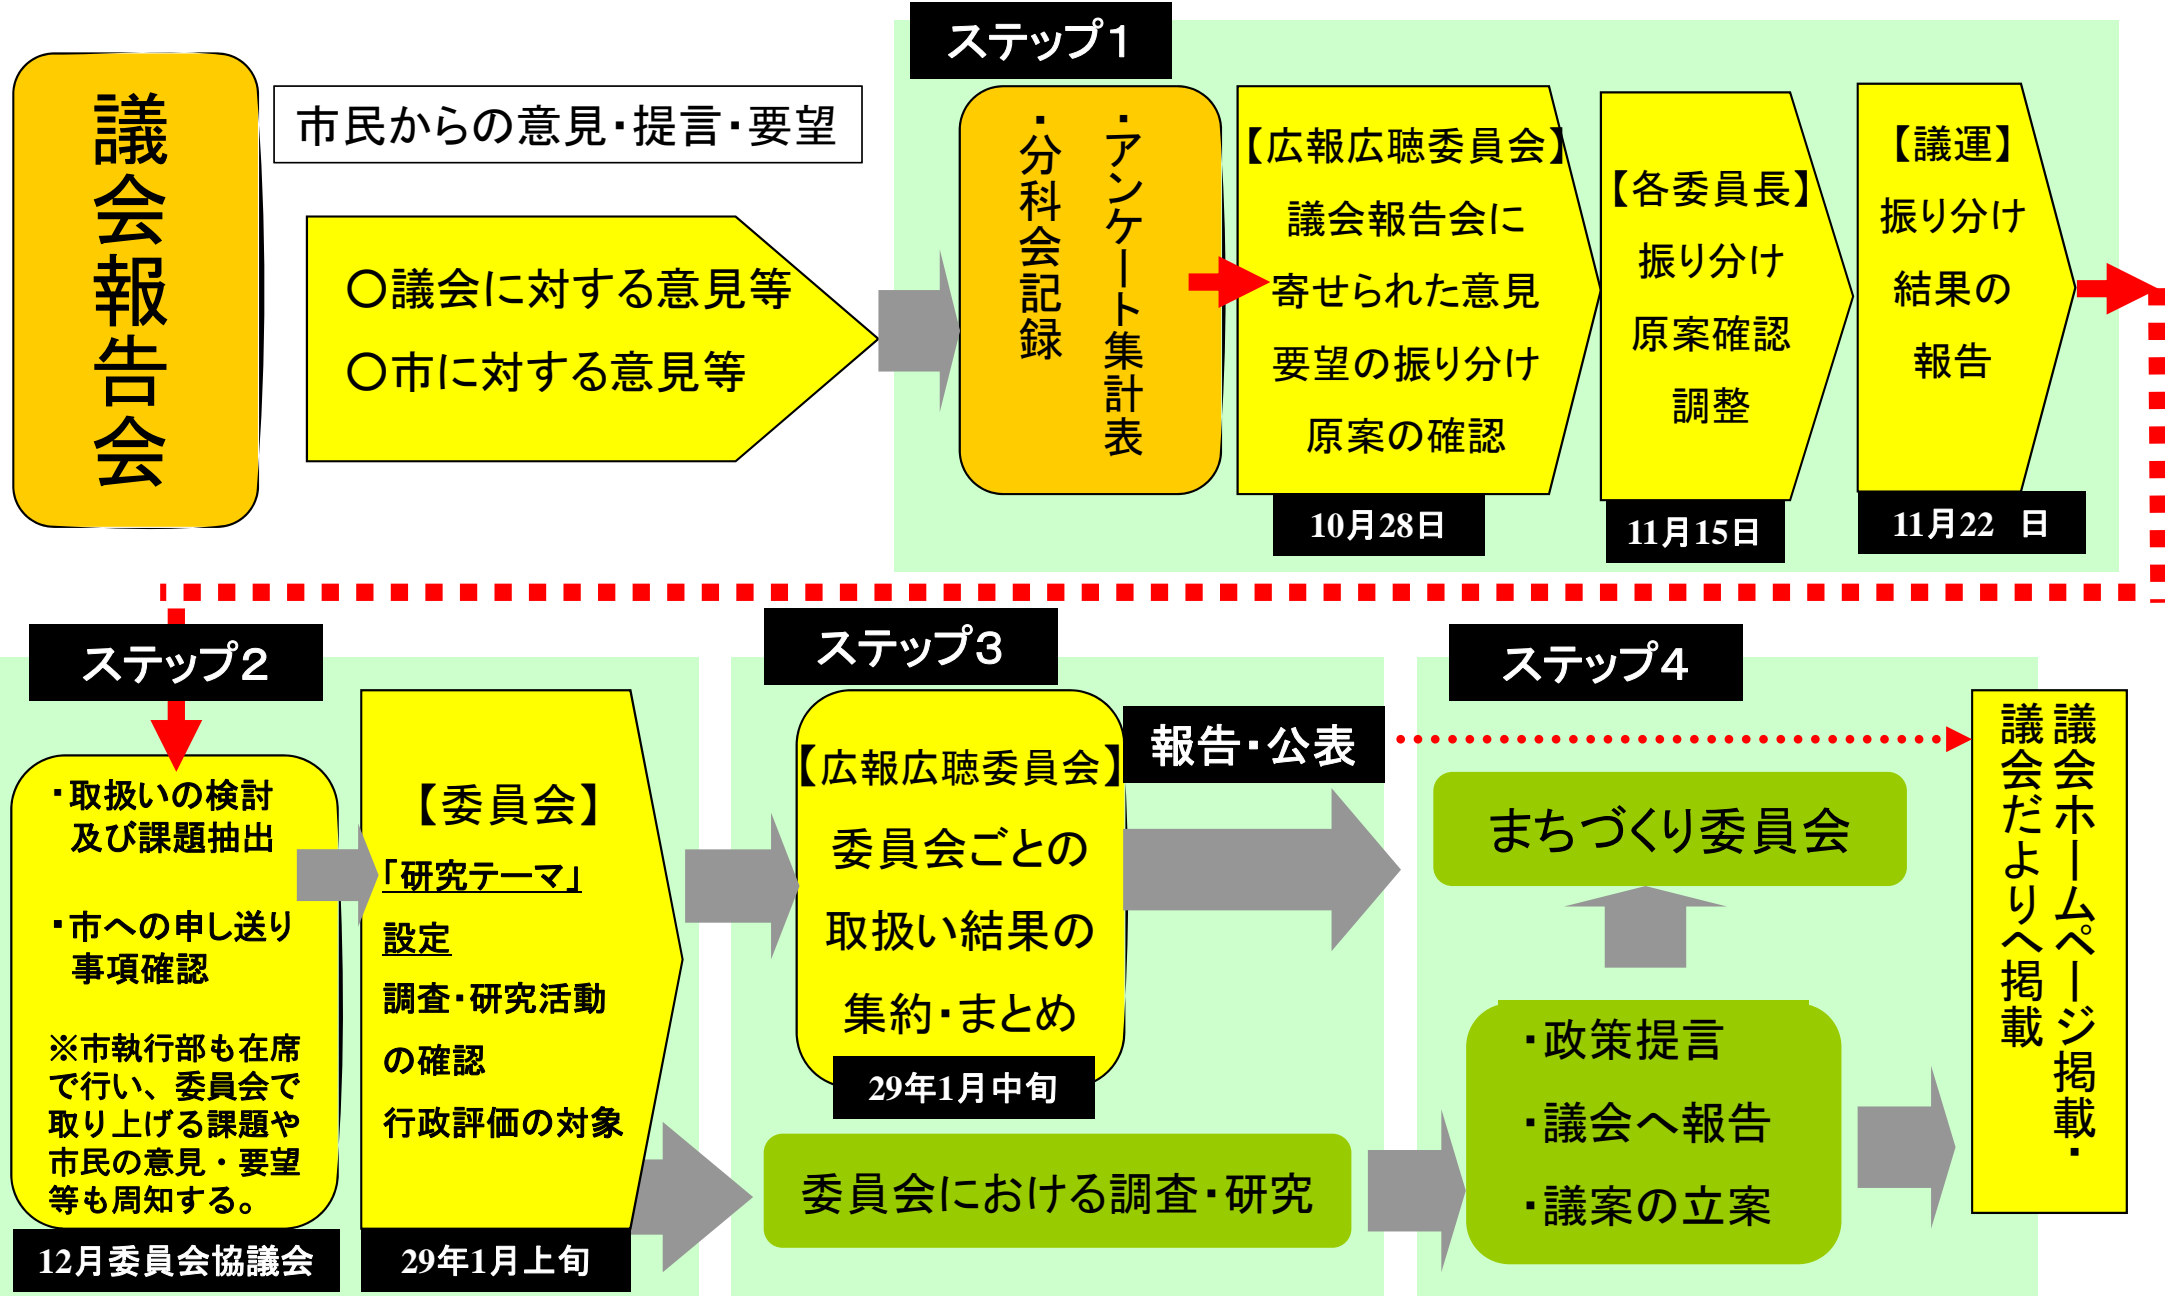 議会報告会
市民からの意見・提言・要望
○議会に対する意見等
○市に対する意見等
ステップ1
・アンケート集計表
・分科会記録
【広報広聴委員会】
議会報告会に
寄せられた意見
要望の振り分け
原案の確認
10月28日
【各委員長】
振り分け
原案確認
調整
11月15日
【議運】
振り分け
結果の
報告
11月22 日
ステップ2
・取扱いの検討
及び課題抽出
・市への申し送り
事項確認
※市執行部も在席
で行い、委員会で
取り上げる課題や
市民の意見・要望
等も周知する。
12月委員会協議会
【委員会】
「研究テーマ」
設定
調査・研究活動
の確認
行政評価の対象
29年1月上旬
ステップ3
【広報広聴委員会】
委員会ごとの
取扱い結果の
集約・まとめ
29年1月中旬
報告・公表
委員会における調査・研究
ステップ4
まちづくり委員会
・政策提言
・議会へ報告
・議案の立案
議会ホームページ掲載・
議会だよりへ掲載